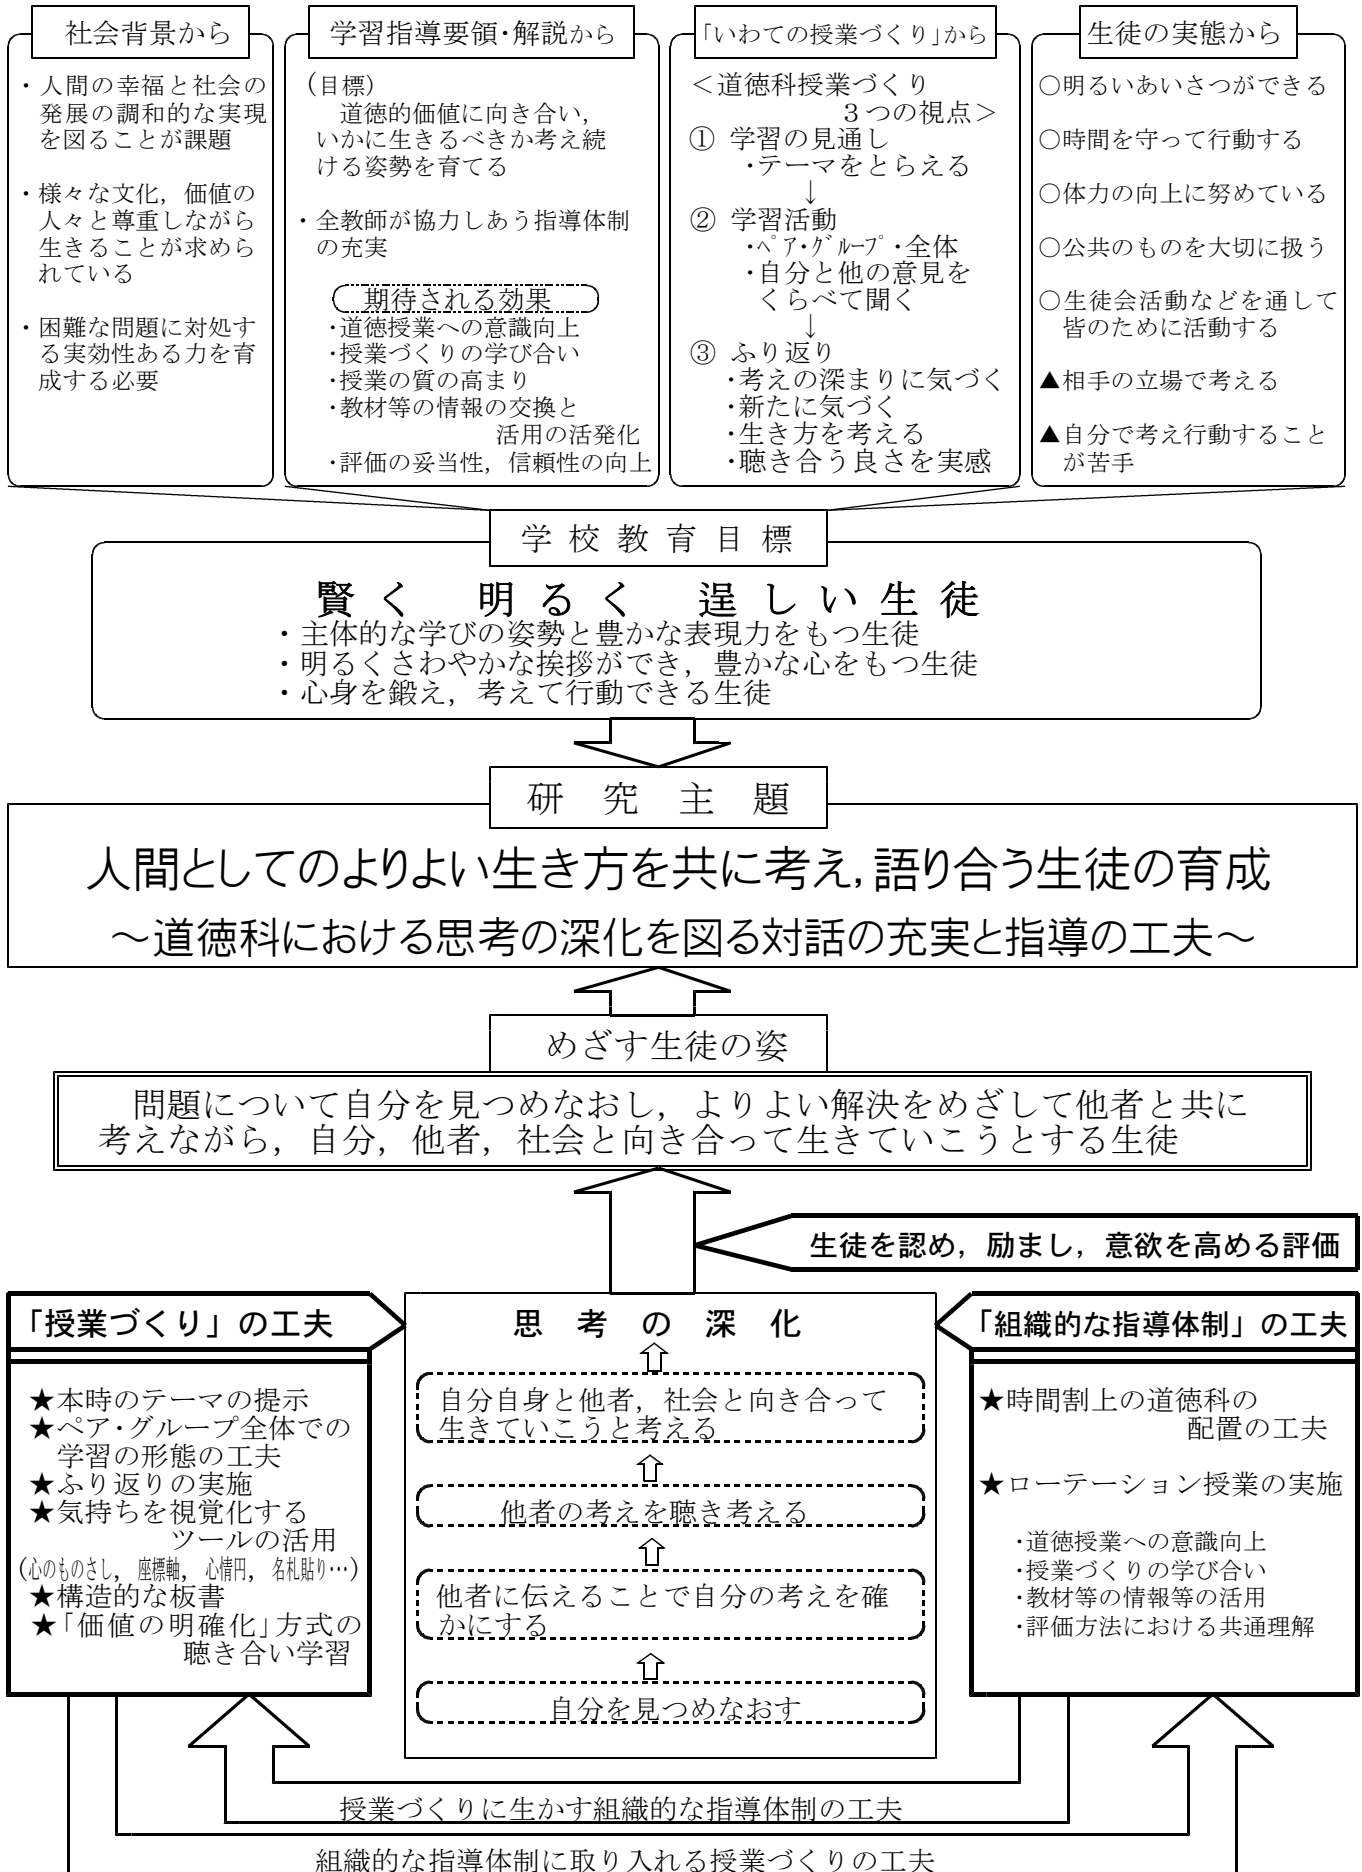 社会背景から
・人間の幸福と社会の
発展の調和的な実現
を図ることが課題
・様々な文化，価値の
人々と尊重しながら
生きることが求めら
れている
・困難な問題に対処す
る実効性ある力を育
成する必要
学習指導要領・解説から
（目標）
道徳的価値に向き合い，
いかに生きるべきか考え続
ける姿勢を育てる
・全教師が協力しあう指導体制
の充実
期待される効果
・道徳授業への意識向上
・授業づくりの学び合い
・授業の質の高まり
・教材等の情報の交換と
活用の活発化
・評価の妥当性，信頼性の向上
「いわての授業づくり」から
＜道徳科授業づくり
３つの視点＞
① 学習の見通し
・テーマをとらえる
↓
② 学習活動
・ペア・グループ・全体
・自分と他の意見を
くらべて聞く
↓
③ ふり返り
・考えの深まりに気づく
・新たに気づく
・生き方を考える
・聴き合う良さを実感
生徒の実態から
○明るいあいさつができる
○時間を守って行動する
○体力の向上に努めている
○公共のものを大切に扱う
○生徒会活動などを通して
皆のために活動する
▲相手の立場で考える
▲自分で考え行動すること
が苦手
学校教育目標
賢く 明るく 逞しい生徒
・主体的な学びの姿勢と豊かな表現力をもつ生徒
・明るくさわやかな挨拶ができ，豊かな心をもつ生徒
・心身を鍛え，考えて行動できる生徒
研究主題
人間としてのよりよい生き方を共に考え，語り合う生徒の育成
～道徳科における思考の深化を図る対話の充実と指導の工夫～
めざす生徒の姿
問題について自分を見つめなおし，よりよい解決をめざして他者と共に
考えながら，自分，他者，社会と向き合って生きていこうとする生徒
生徒を認め，励まし，意欲を高める評価
「授業づくり」の工夫
★本時のテーマの提示
★ペア・グループ全体での
学習の形態の工夫
★ふり返りの実施
★気持ちを視覚化する
ツールの活用
（心のものさし，座標軸，心情円，名札貼り…）
★構造的な板書
★「価値の明確化」方式の
聴き合い学習
思考の深化
自分自身と他者，社会と向き合って
生きていこうと考える
他者の考えを聴き考える
他者に伝えることで自分の考えを確
かにする
自分を見つめなおす
「組織的な指導体制」の工夫
★時間割上の道徳科の
配置の工夫
★ローテーション授業の実施
・道徳授業への意識向上
・授業づくりの学び合い
・教材等の情報等の活用
・評価方法における共通理解
授業づくりに生かす組織的な指導体制の工夫
組織的な指導体制に取り入れる授業づくりの工夫